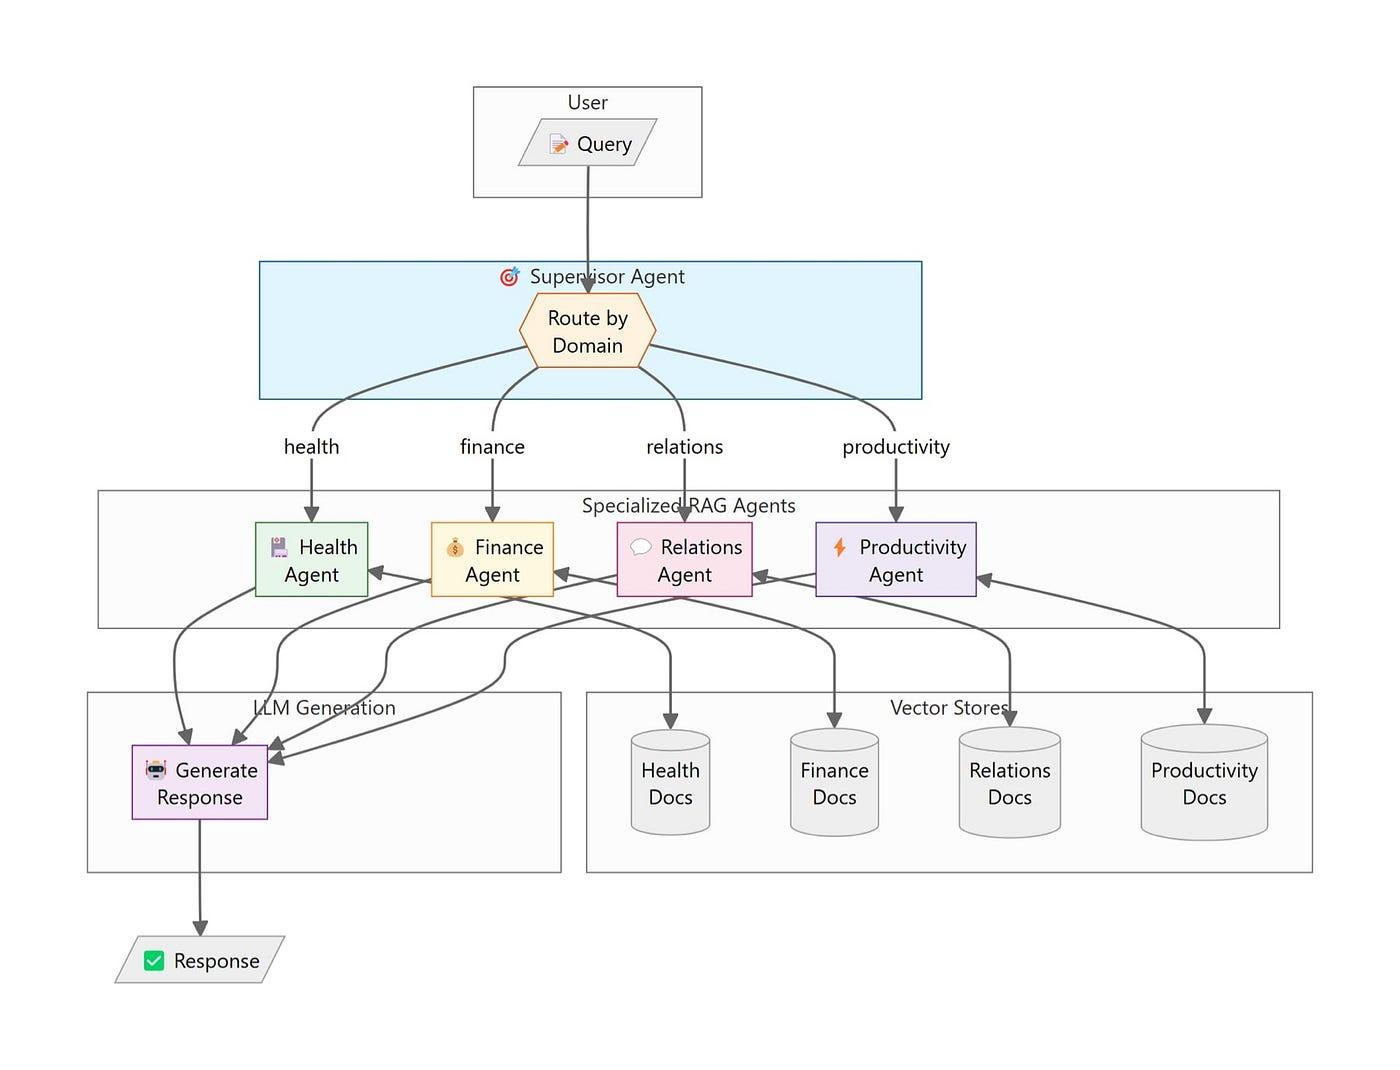 User
Query
Supervisor Agent
Route by
Domain
health
finance
relations
productivity
Specialized RAG Agents
Health
Agent
Finance
Agent
Relations
Agent
Productivity
Agent
LLM Generation
Vector Stores
Generate
Response
Health
Docs
Finance
Docs
Relations
Docs
Productivity
Docs
Response